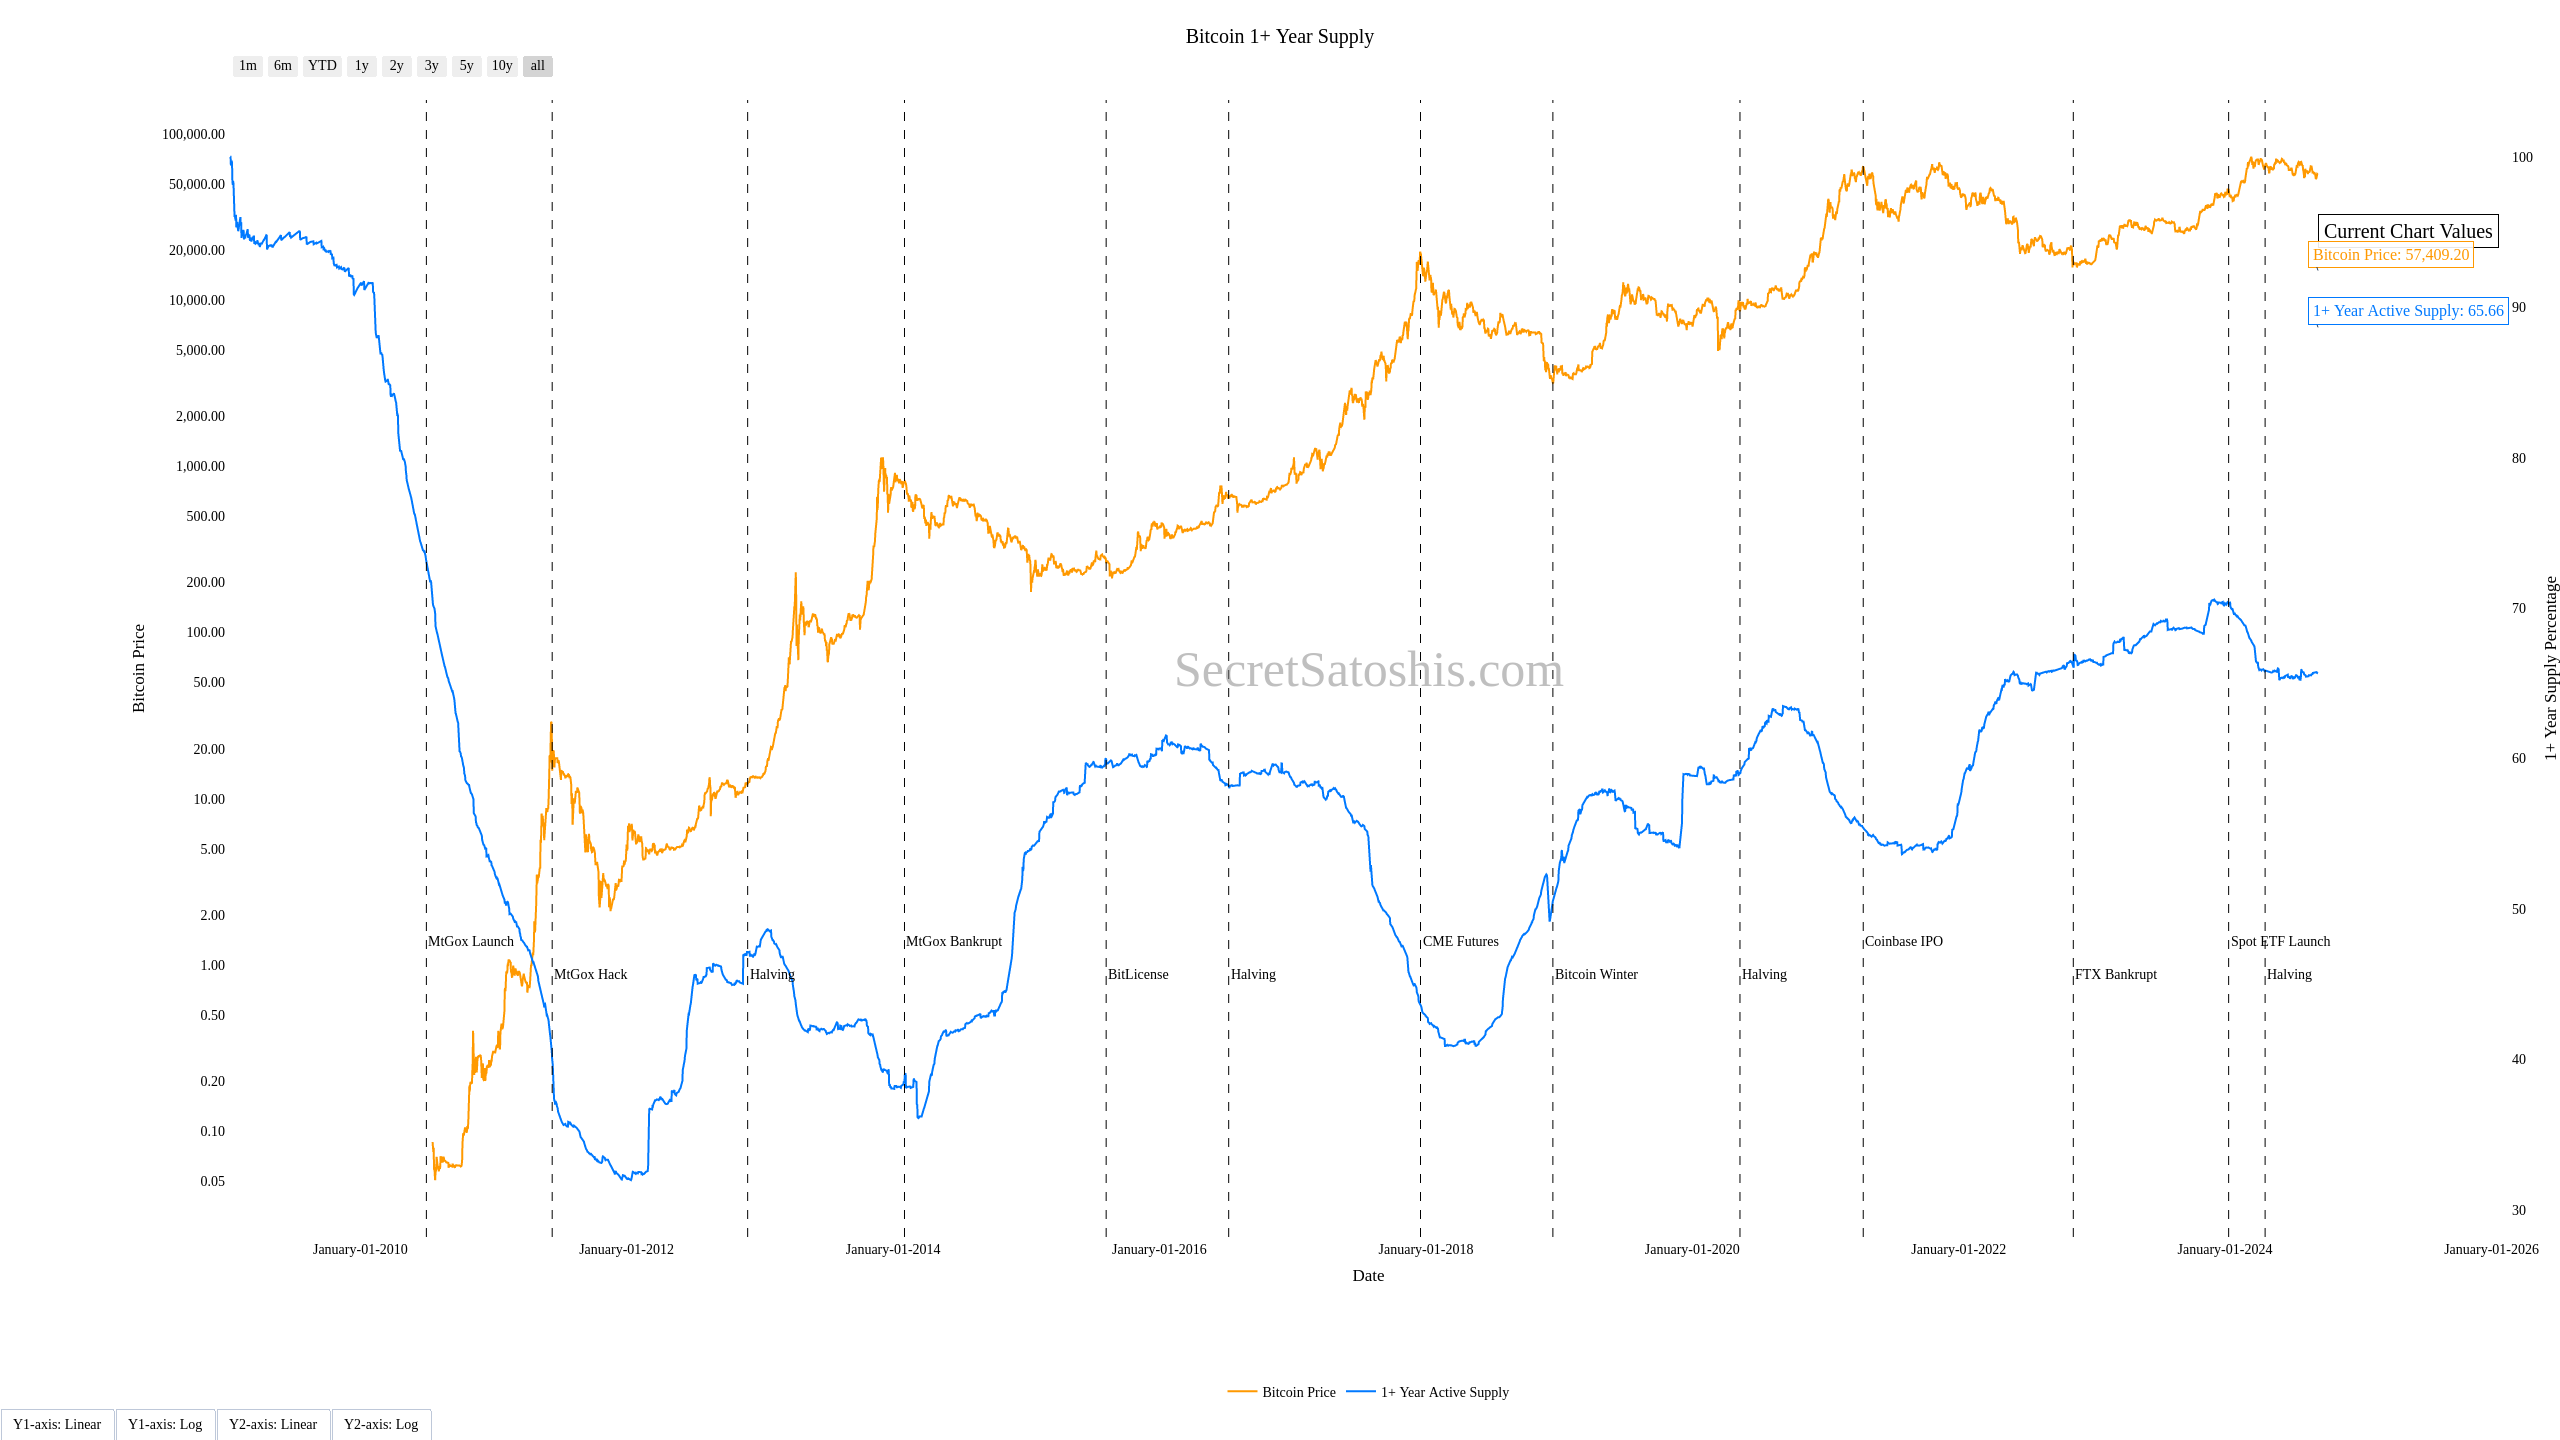 Bitcoin 1+ Year Supply
1m 6m YTD 1y 2y 3y 5y 10y all
100,000.00
50,000.00
20,000.00
10,000.00
5,000.00
2,000.00
1,000.00
500.00
200.00
100.00
50.00
20.00
10.00
5.00
2.00
1.00
0.50
0.20
0.10
0.05
Bitcoin Price
100
90
80
70
60
50
40
30
1+ Year Supply Percentage
Current Chart Values
Bitcoin Price: 57,409.20
1+ Year Active Supply: 65.66
SecretSatoshis.com
MtGox Launch
MtGox Hack
Halving
MtGox Bankrupt
BitLicense
Halving
CME Futures
Bitcoin Winter
Halving
Coinbase IPO
FTX Bankrupt
Spot ETF Launch
Halving
January-01-2010 January-01-2012 January-01-2014 January-01-2016 January-01-2018 January-01-2020 January-01-2022 January-01-2024 January-01-2026
Date
Bitcoin Price 1+ Year Active Supply
Y1-axis: Linear Y1-axis: Log Y2-axis: Linear Y2-axis: Log